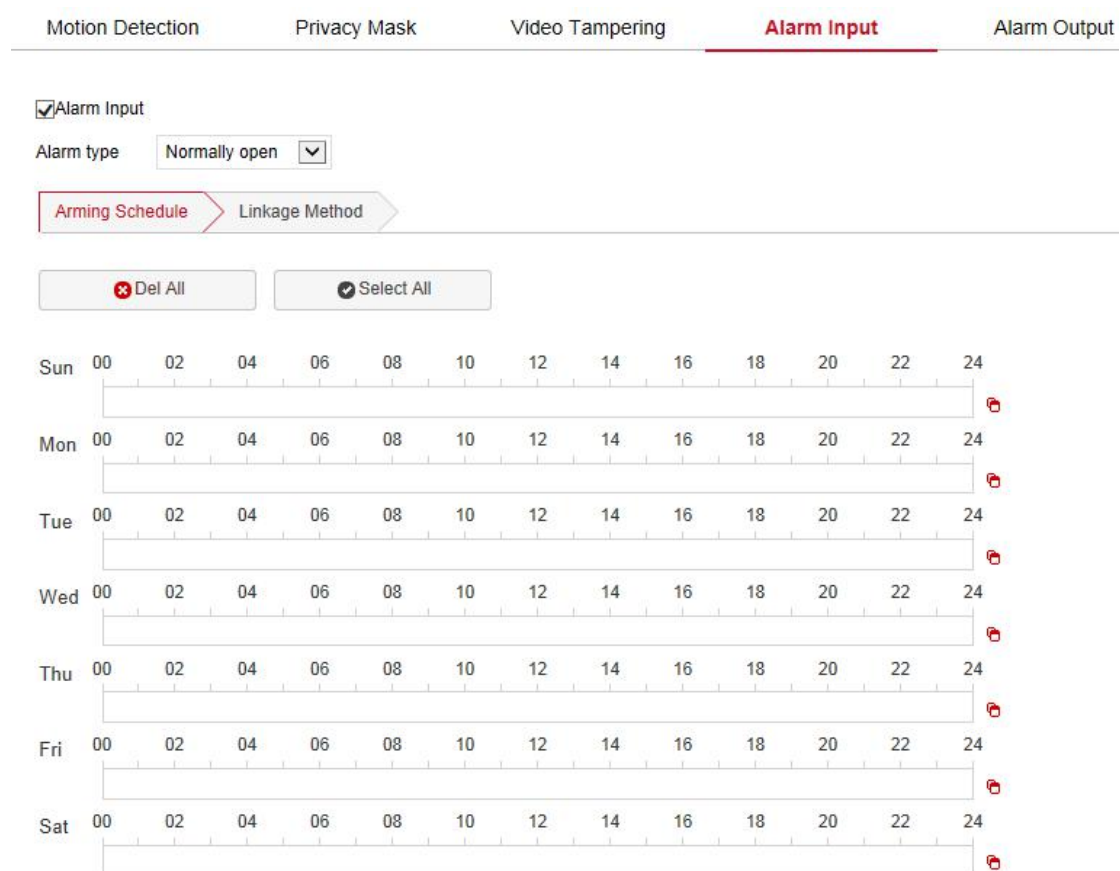 Motion Detection Privacy Mask Video Tampering Alarm Input Alarm Output
Alarm Input
Alarm type Normally open
Arming Schedule Linkage Method
Del All Select All
Sun 00 02 04 06 08 10 12 14 16 18 20 22 24
Mon 00 02 04 06 08 10 12 14 16 18 20 22 24
Tue 00 02 04 06 08 10 12 14 16 18 20 22 24
Wed 00 02 04 06 08 10 12 14 16 18 20 22 24
Thu 00 02 04 06 08 10 12 14 16 18 20 22 24
Fri 00 02 04 06 08 10 12 14 16 18 20 22 24
Sat 00 02 04 06 08 10 12 14 16 18 20 22 24